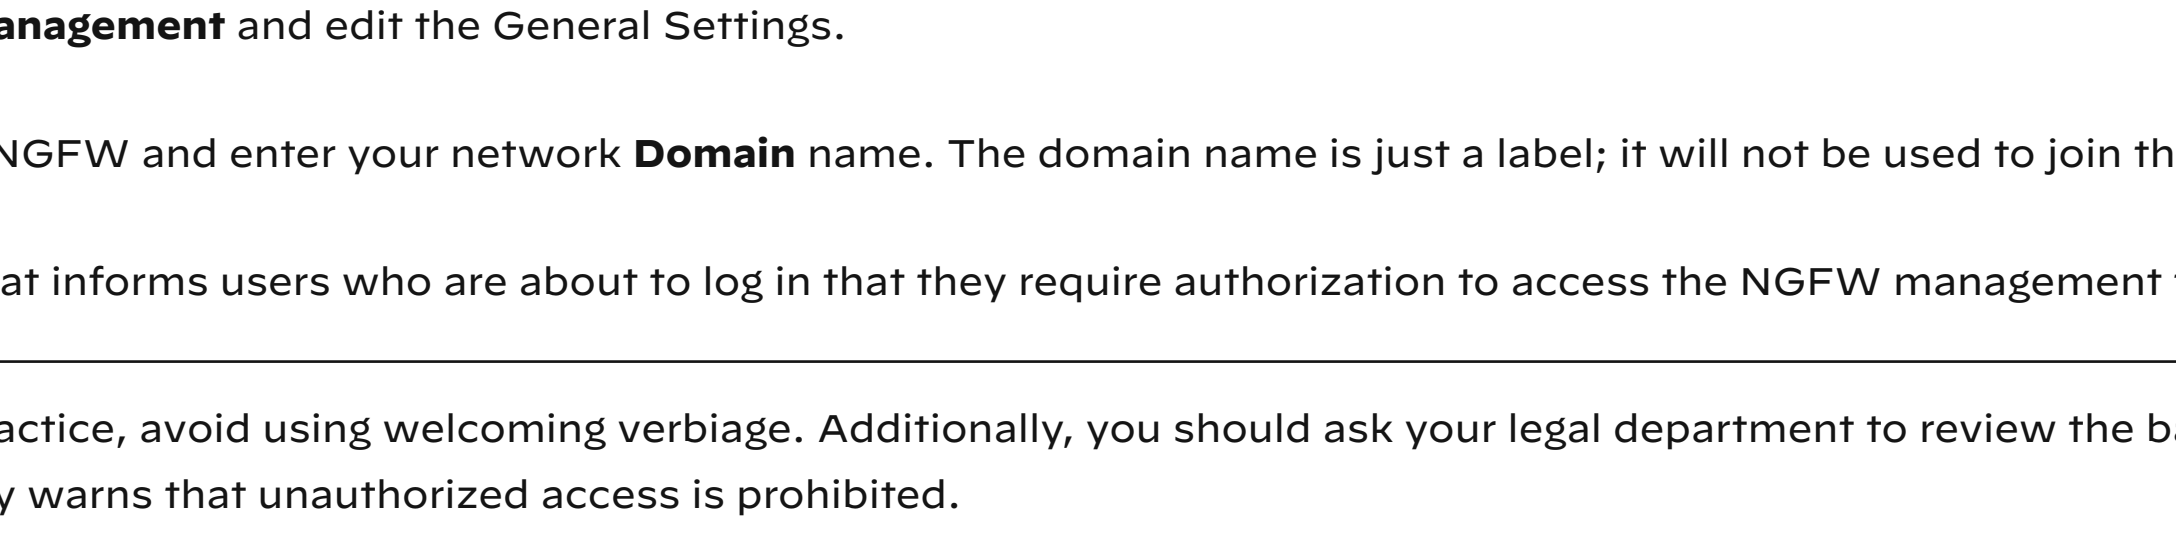 anagement and edit the General Settings.
NGFW and enter your network Domain name. The domain name is just a label; it will not be used to join th
at informs users who are about to log in that they require authorization to access the NGFW management
actice, avoid using welcoming verbiage. Additionally, you should ask your legal department to review the ba
y warns that unauthorized access is prohibited.